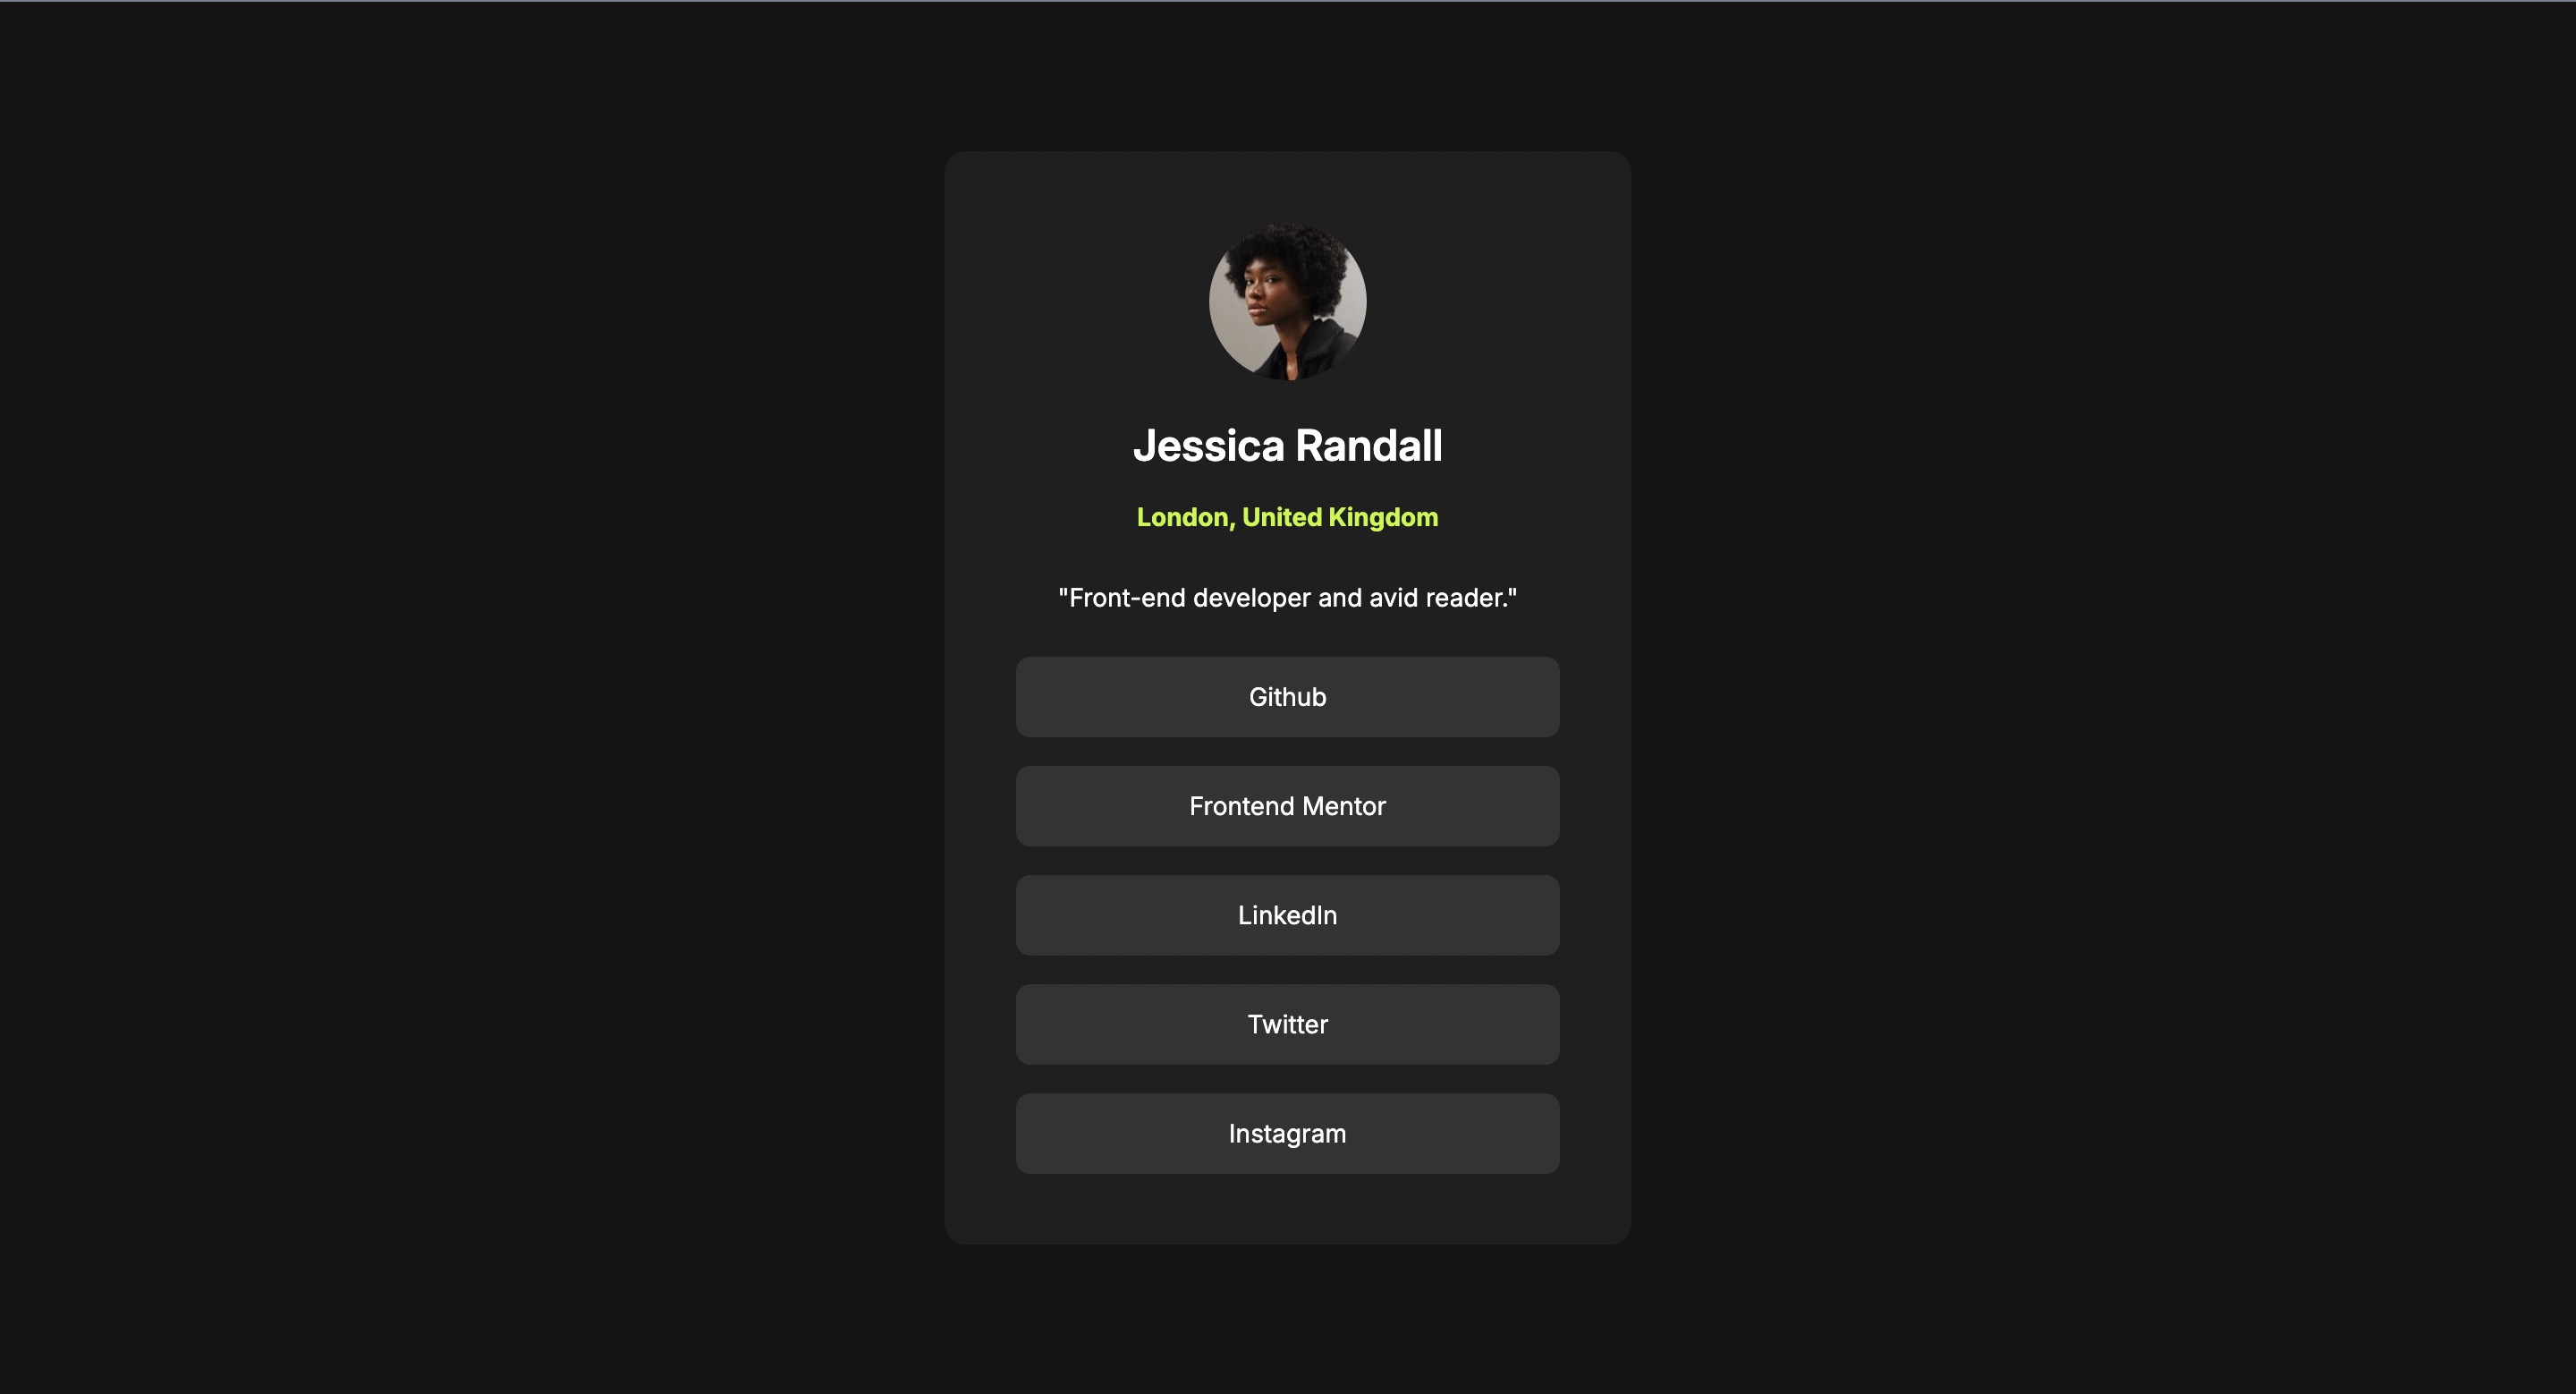 Jessica Randall
London, United Kingdom
"Front-end developer and avid reader."
Github
Frontend Mentor
LinkedIn
Twitter
Instagram